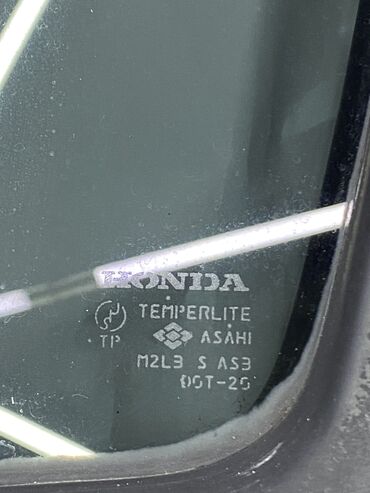 HONDA
TEMPERLITE
TP ASAHI
M2L3 S AS3
DOT-20